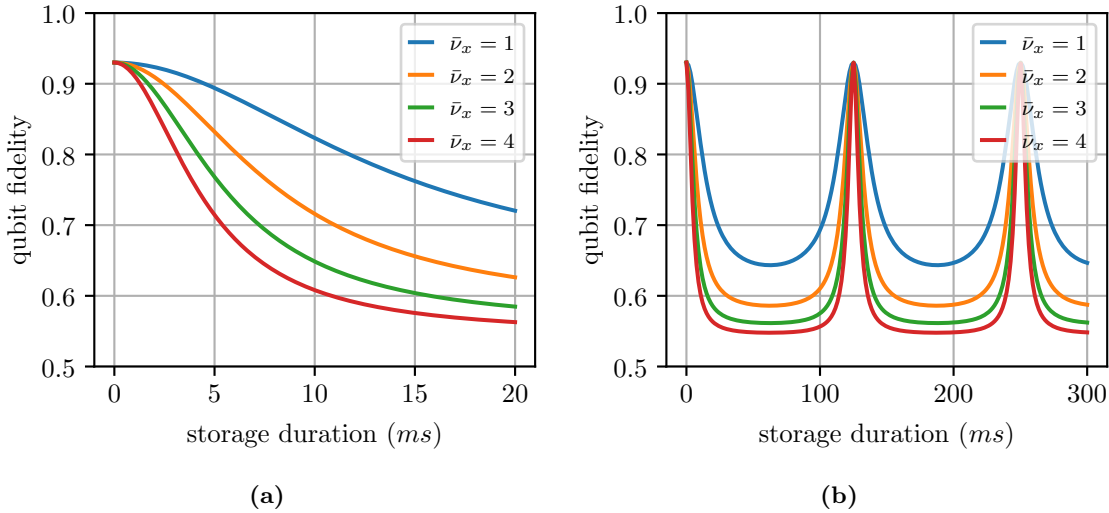 1.0
0.9
0.8
0.7
0.6
0.5
qubit fidelity
ν̄ₓ = 1
ν̄ₓ = 2
ν̄ₓ = 3
ν̄ₓ = 4
0 5 10 15 20
storage duration (ms)
(a)
1.0
0.9
0.8
0.7
0.6
0.5
qubit fidelity
ν̄ₓ = 1
ν̄ₓ = 2
ν̄ₓ = 3
ν̄ₓ = 4
0 100 200 300
storage duration (ms)
(b)